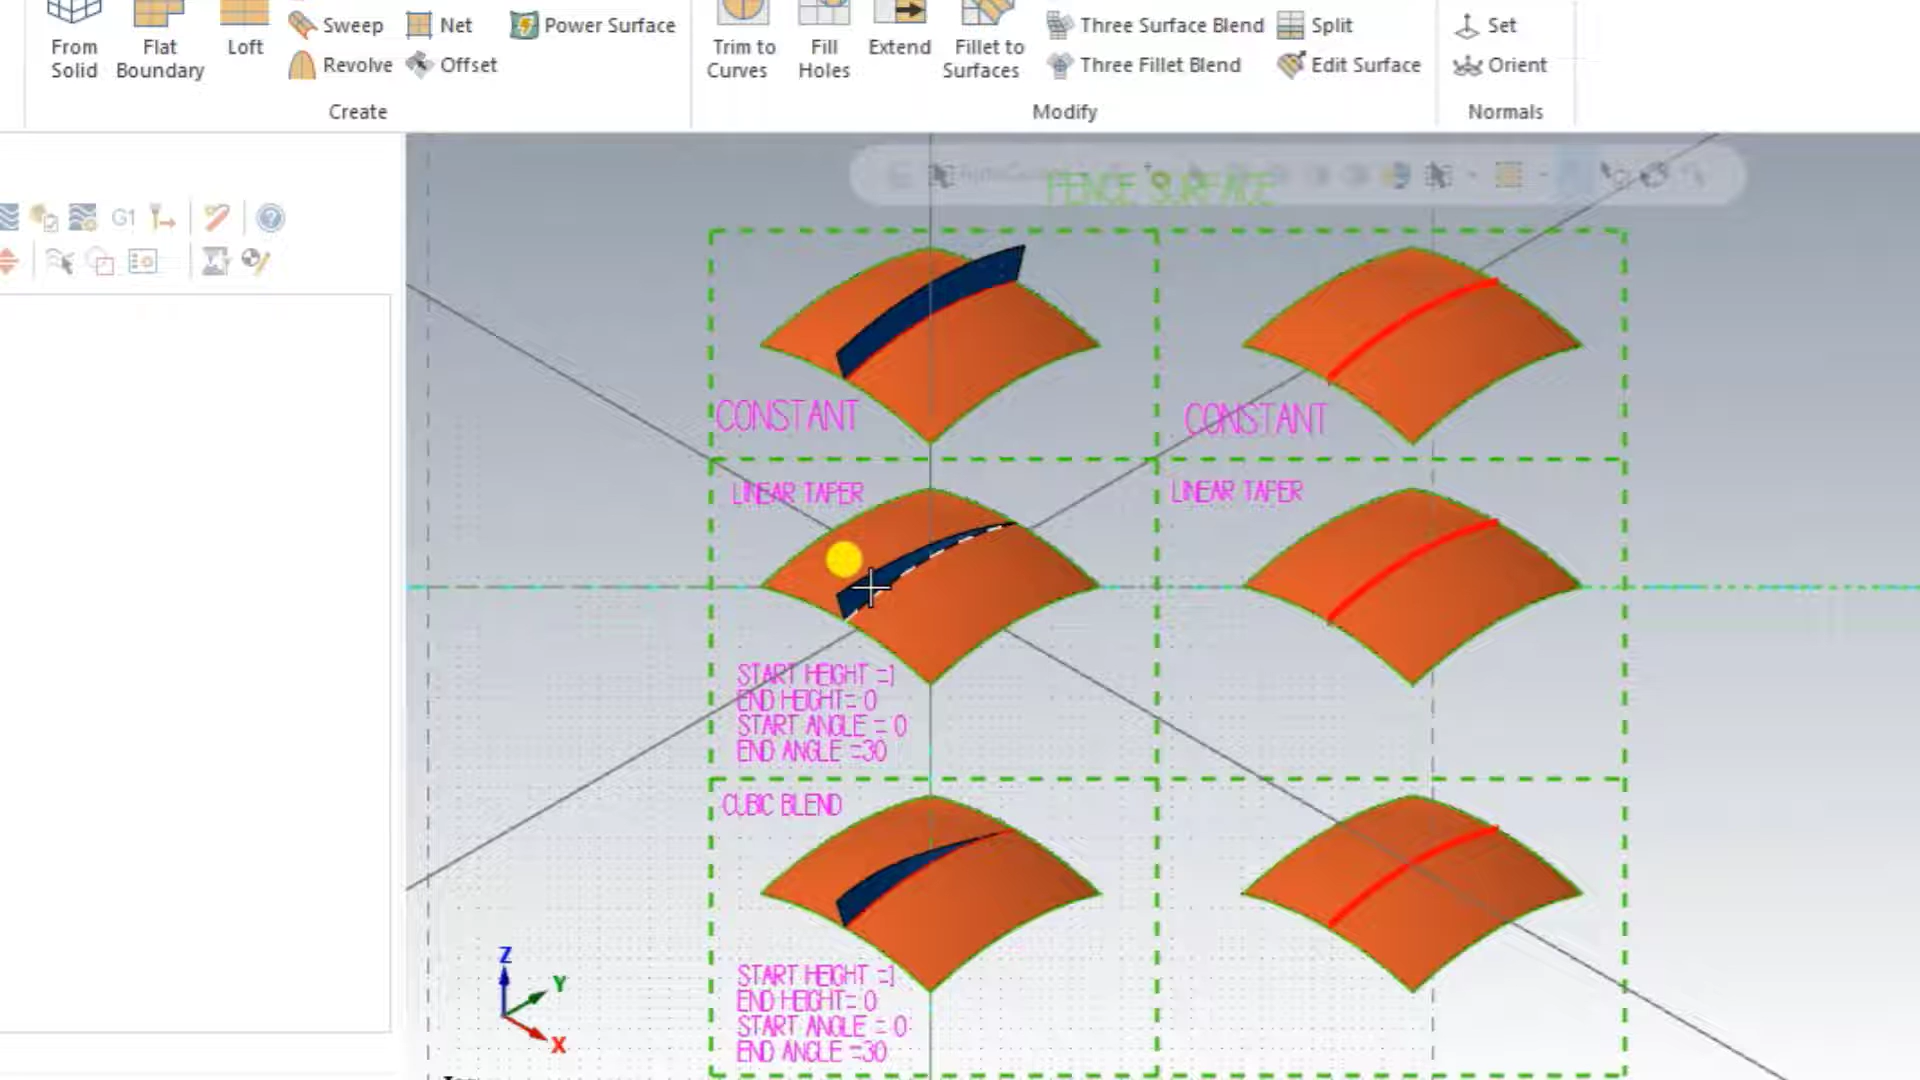 Sweep
Net
Power Surface
Three Surface Blend
Split
Set
From
Solid
Flat
Boundary
Loft
Trim to
Curves
Fill
Holes
Extend
Fillet to
Surfaces
Revolve
Offset
Three Fillet Blend
Edit Surface
Orient
Create
Modify
Normals
G1
FENCE SURFACE
CONSTANT
CONSTANT
LINEAR TAPER
LINEAR TAPER
START HEIGHT =1
END HEIGHT= 0
START ANGLE = 0
END ANGLE =30
CUBIC BLEND
START HEIGHT =1
END HEIGHT= 0
START ANGLE = 0
END ANGLE =30
Z
Y
X